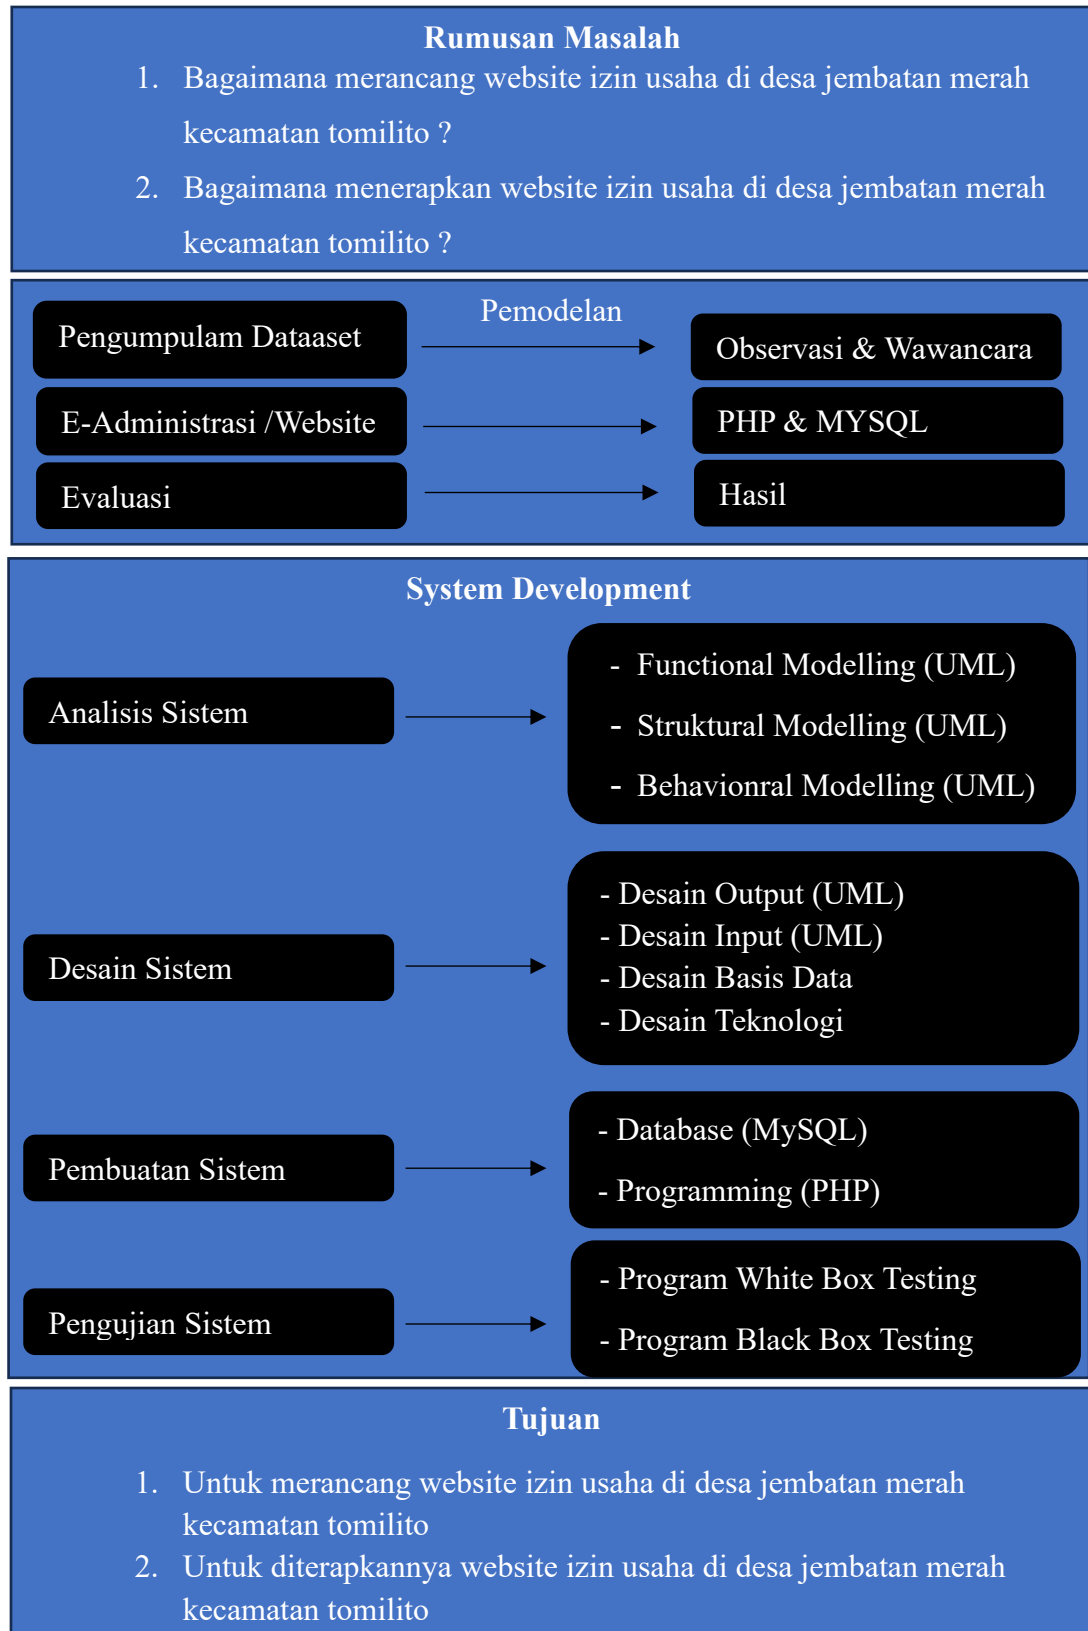 Rumusan Masalah
1. Bagaimana merancang website izin usaha di desa jembatan merah
kecamatan tomilito ?
2. Bagaimana menerapkan website izin usaha di desa jembatan merah
kecamatan tomilito ?
Pemodelan
Pengumpulam Dataaset
Observasi & Wawancara
E-Administrasi /Website
PHP & MYSQL
Evaluasi
Hasil
System Development
Analisis Sistem
- Functional Modelling (UML)
- Struktural Modelling (UML)
- Behavionral Modelling (UML)
Desain Sistem
- Desain Output (UML)
- Desain Input (UML)
- Desain Basis Data
- Desain Teknologi
Pembuatan Sistem
- Database (MySQL)
- Programming (PHP)
Pengujian Sistem
- Program White Box Testing
- Program Black Box Testing
Tujuan
1. Untuk merancang website izin usaha di desa jembatan merah
kecamatan tomilito
2. Untuk diterapkannya website izin usaha di desa jembatan merah
kecamatan tomilito